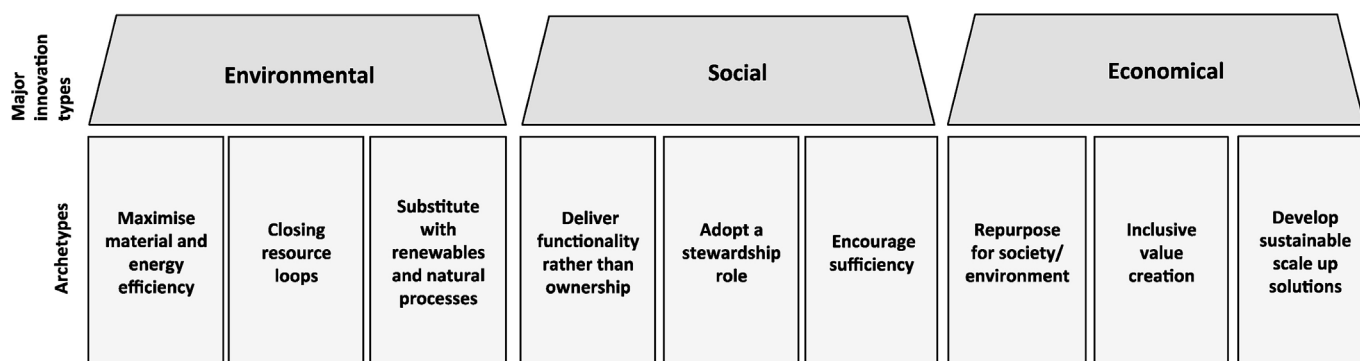 Major
innovation
types
Environmental
Social
Economical
Archetypes
Maximise
material and
energy
efficiency
Closing
resource
loops
Substitute
with
renewables
and natural
processes
Deliver
functionality
rather than
ownership
Adopt a
stewardship
role
Encourage
sufficiency
Repurpose
for society/
environment
Inclusive
value
creation
Develop
sustainable
scale up
solutions